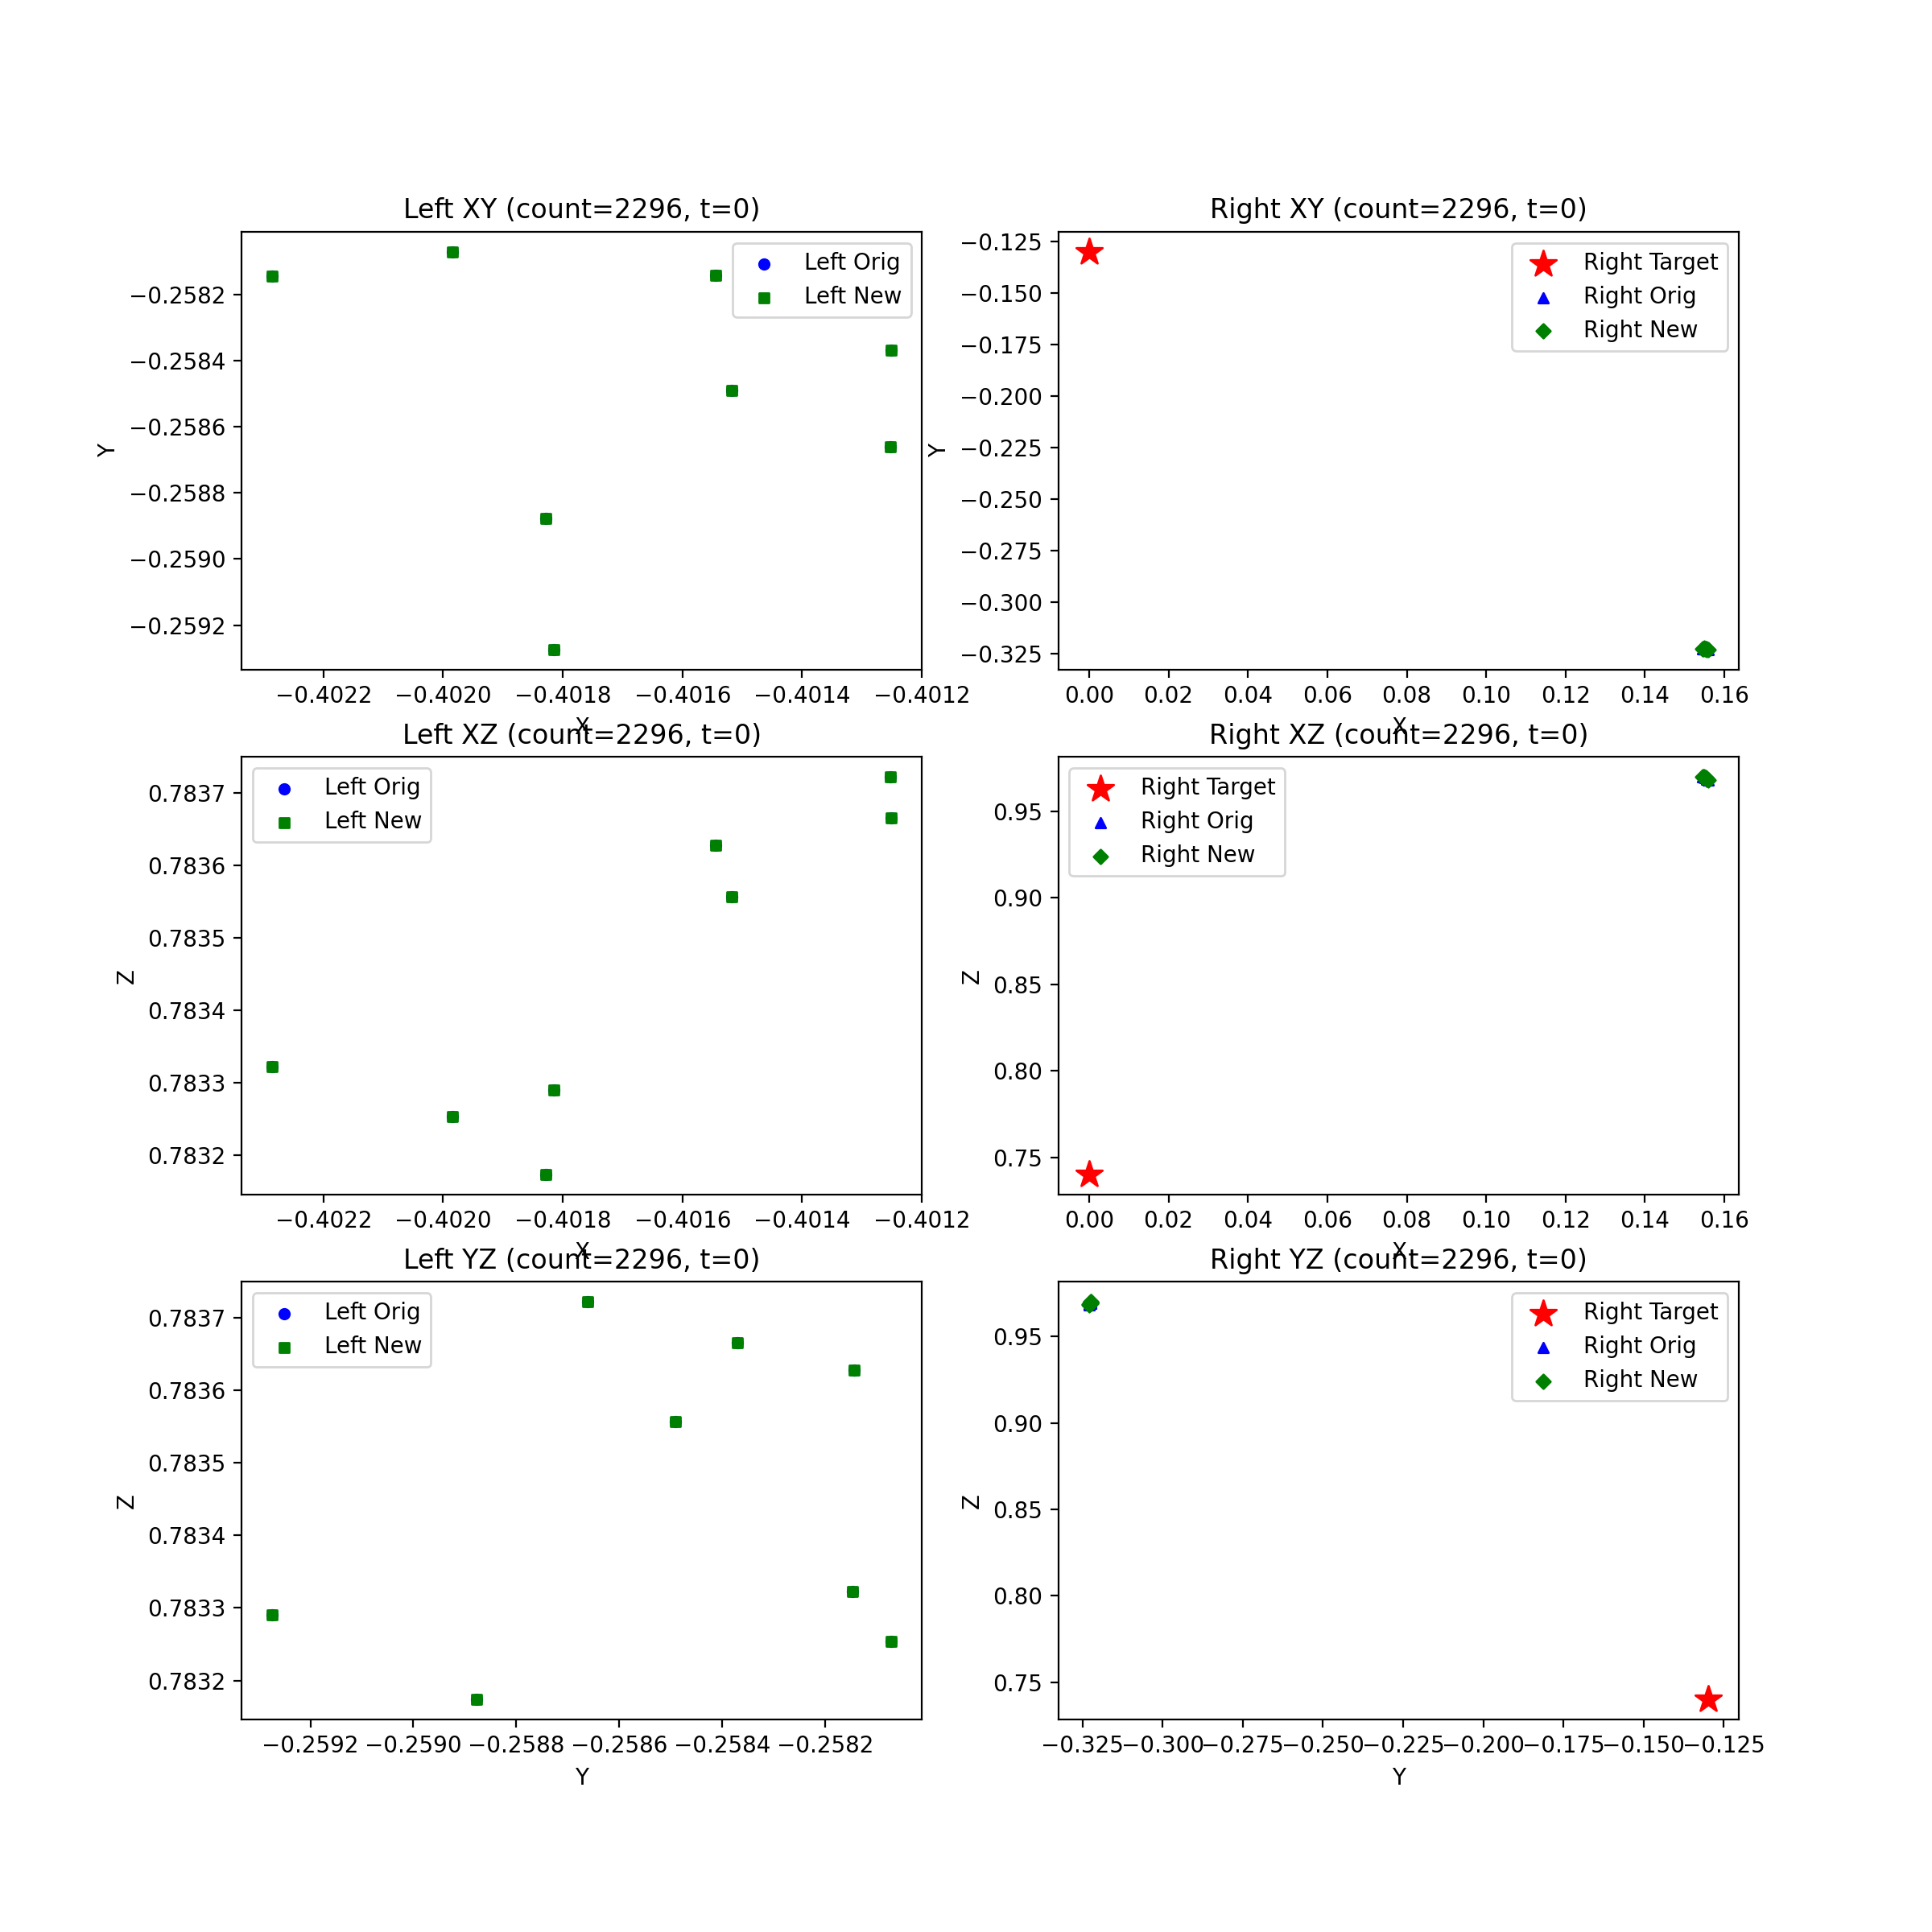 Left XY (count=2296, t=0)
Y
−0.2582
−0.2584
−0.2586
−0.2588
−0.2590
−0.2592
Left Orig
Left New
−0.4022 −0.4020 −0.4018 −0.4016 −0.4014 −0.4012
X
Right XY (count=2296, t=0)
Y
−0.125
−0.150
−0.175
−0.200
−0.225
−0.250
−0.275
−0.300
−0.325
Right Target
Right Orig
Right New
0.00 0.02 0.04 0.06 0.08 0.10 0.12 0.14 0.16
X
Left XZ (count=2296, t=0)
Z
0.7837
0.7836
0.7835
0.7834
0.7833
0.7832
Left Orig
Left New
−0.4022 −0.4020 −0.4018 −0.4016 −0.4014 −0.4012
X
Right XZ (count=2296, t=0)
Z
0.95
0.90
0.85
0.80
0.75
Right Target
Right Orig
Right New
0.00 0.02 0.04 0.06 0.08 0.10 0.12 0.14 0.16
X
Left YZ (count=2296, t=0)
Z
0.7837
0.7836
0.7835
0.7834
0.7833
0.7832
Left Orig
Left New
−0.2592 −0.2590 −0.2588 −0.2586 −0.2584 −0.2582
Y
Right YZ (count=2296, t=0)
Z
0.95
0.90
0.85
0.80
0.75
Right Target
Right Orig
Right New
−0.325 −0.300 −0.275 −0.250 −0.225 −0.200 −0.175 −0.150 −0.125
Y